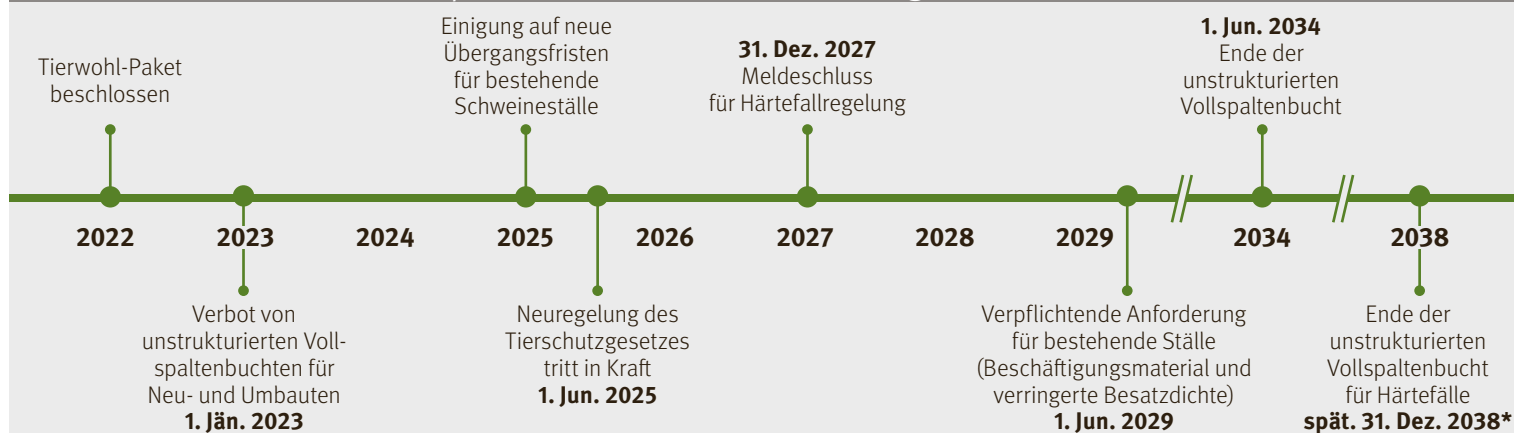 Tierwohl-Paket
beschlossen
Einigung auf neue
Übergangsfristen
für bestehende
Schweineställe
31. Dez. 2027
Meldeschluss
für Härtefallregelung
1. Jun. 2034
Ende der
unstrukturierten
Vollspaltenbucht
2022
2023
2024
2025
2026
2027
2028
2029
2034
2038
Verbot von
unstrukturierten Voll-
spaltenbuchten für
Neu- und Umbauten
1. Jän. 2023
Neuregelung des
Tierschutzgesetzes
tritt in Kraft
1. Jun. 2025
Verpflichtende Anforderung
für bestehende Ställe
(Beschäftigungsmaterial und
verringerte Besatzdichte)
1. Jun. 2029
Ende der
unstrukturierten
Vollspaltenbucht
für Härtefälle
spät. 31. Dez. 2038*